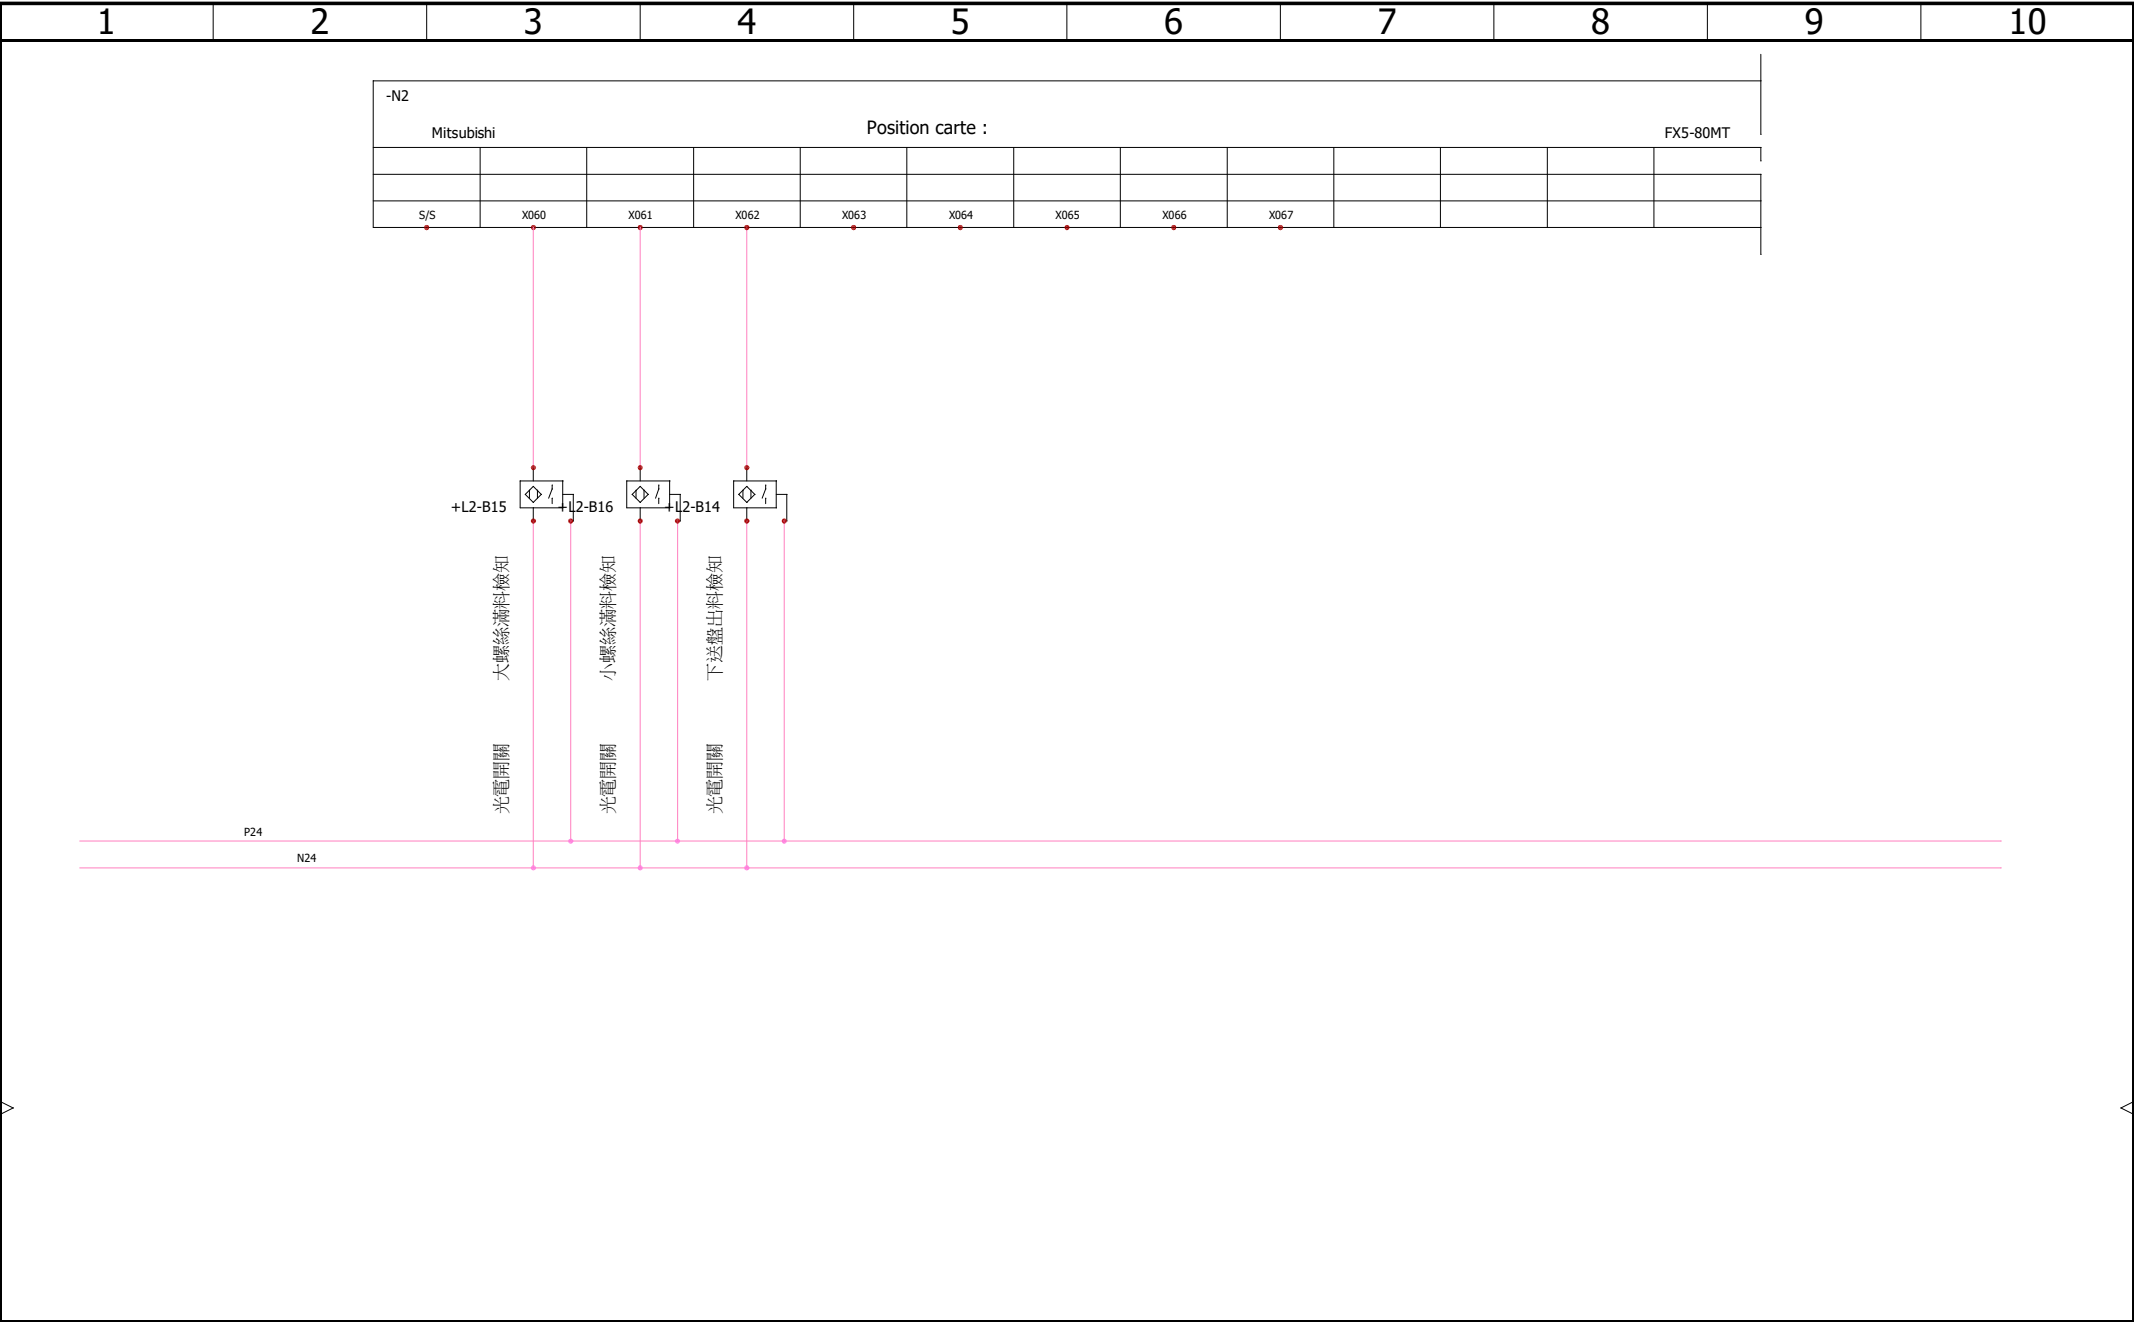 1 2 3 4 5 6 7 8 9 10
-N2
Mitsubishi Position carte : FX5-80MT
S/S X060 X061 X062 X063 X064 X065 X066 X067
+L2-B15 +L2-B16 +L2-B14
大螺絲滿料檢知
光電開關
小螺絲滿料檢知
光電開關
下送盤出料檢知
光電開關
P24
N24